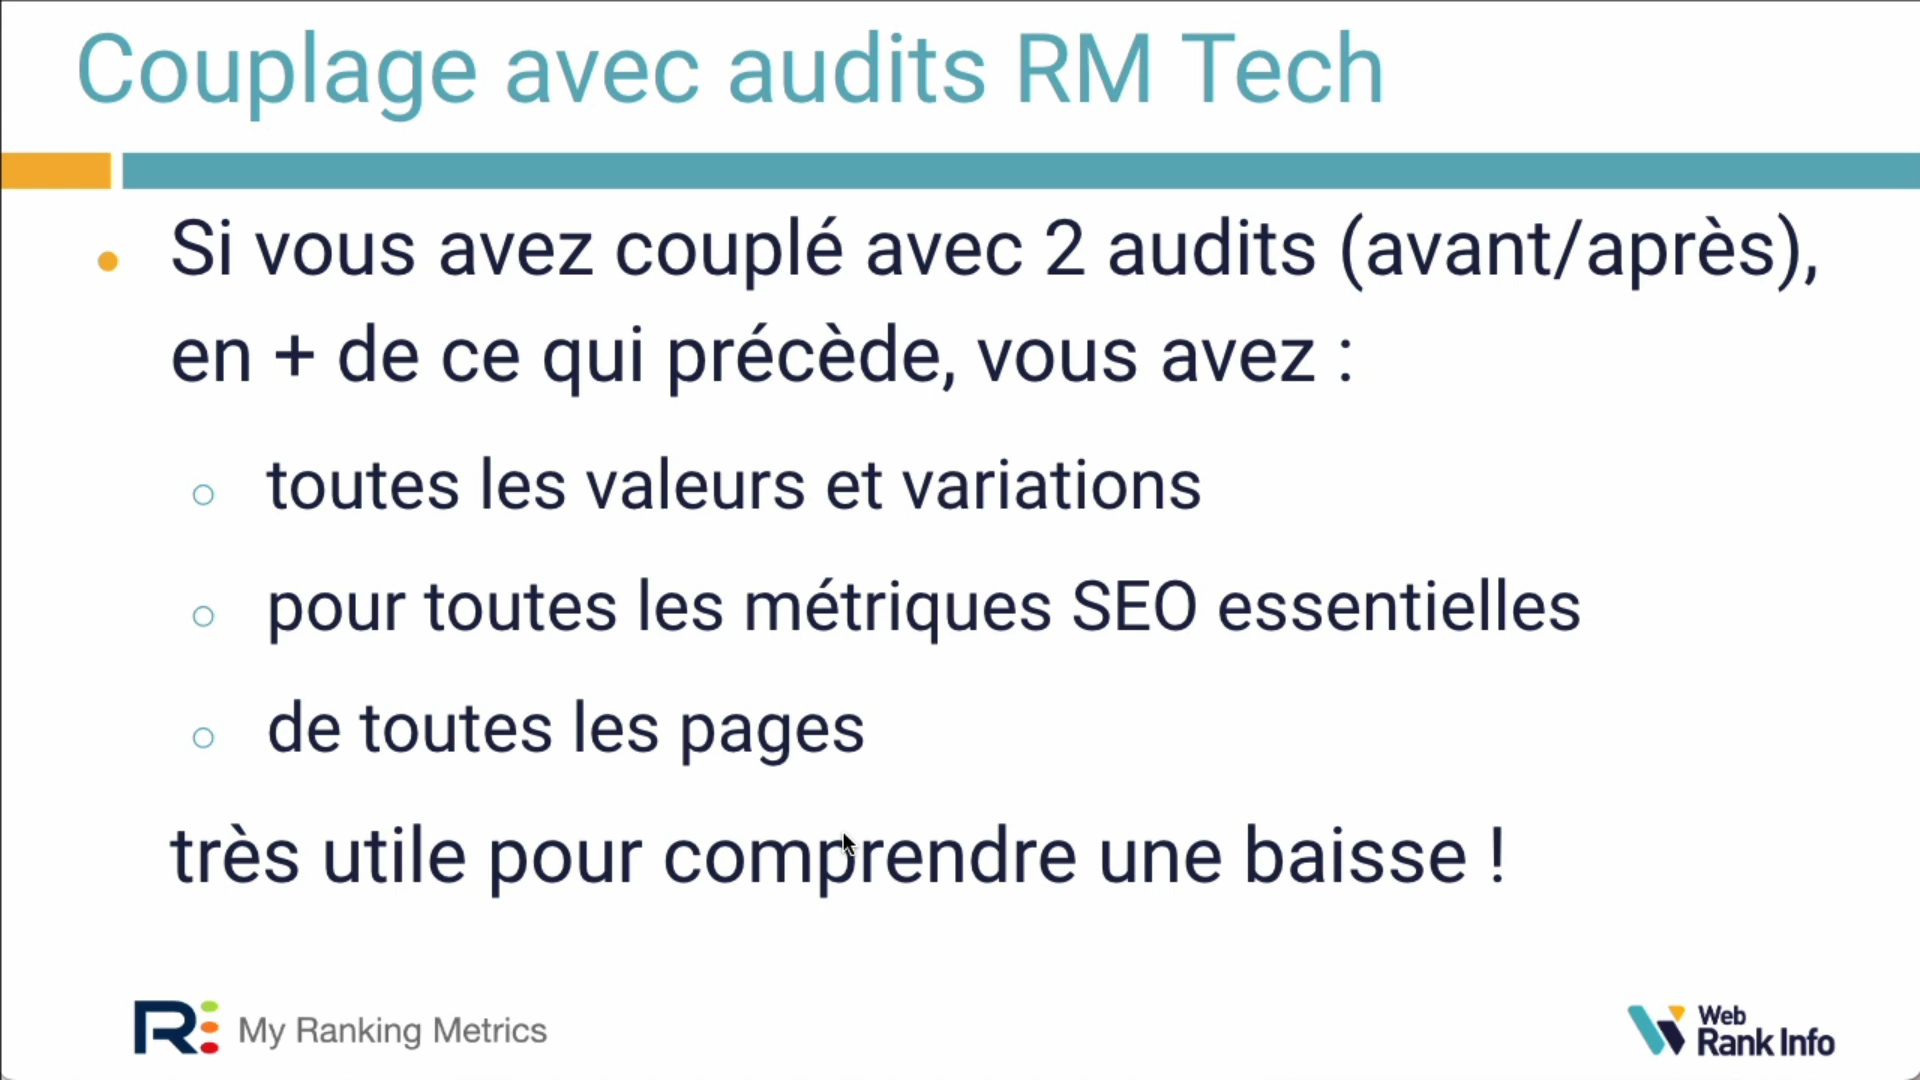 Couplage avec audits RM Tech
Si vous avez couplé avec 2 audits (avant/après),
en + de ce qui précède, vous avez :
toutes les valeurs et variations
pour toutes les métriques SEO essentielles
de toutes les pages
très utile pour comprendre une baisse !
R My Ranking Metrics
Web
Rank Info